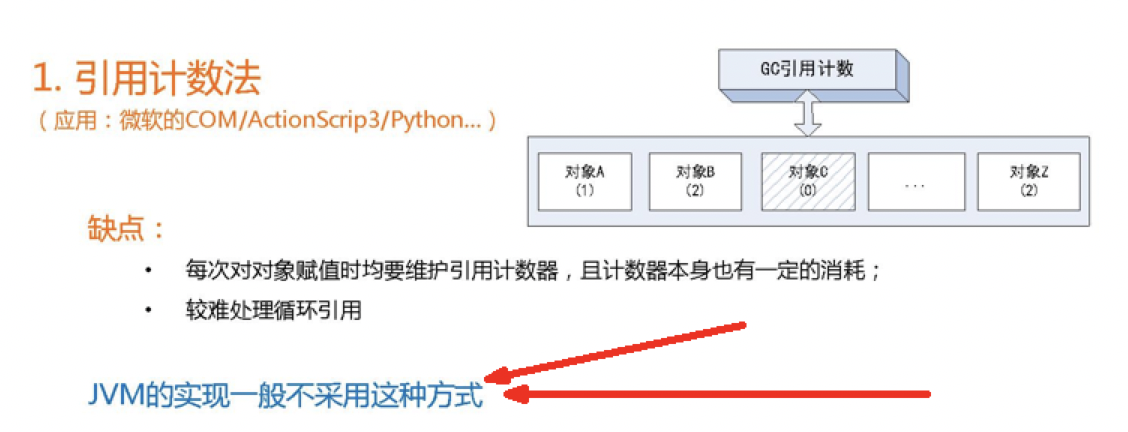 1. 引用计数法
（应用：微软的COM/ActionScrip3/Python...）
GC引用计数
对象A
(1)
对象B
(2)
对象C
(0)
...
对象Z
(2)
缺点：
• 每次对对象赋值时均要维护引用计数器，且计数器本身也有一定的消耗；
• 较难处理循环引用
JVM的实现一般不采用这种方式